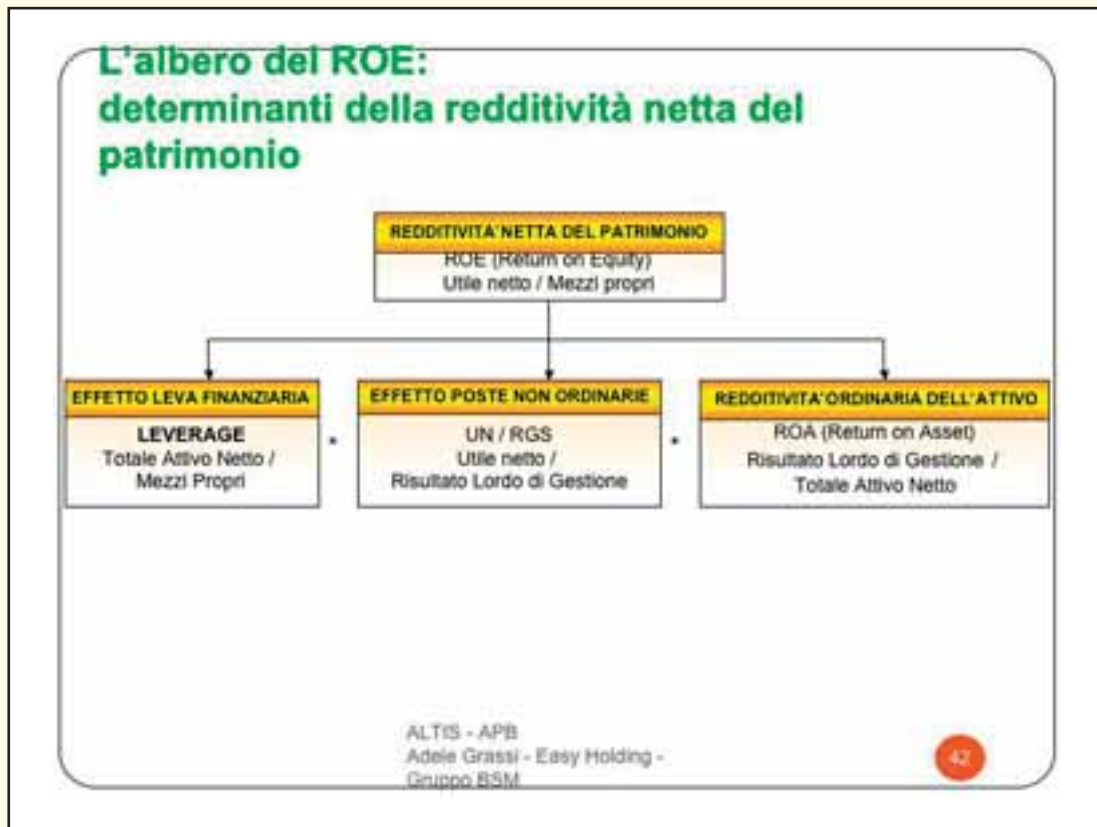 L'albero del ROE:
determinanti della redditività netta del
patrimonio
REDDITIVITA' NETTA DEL PATRIMONIO
ROE (Return on Equity)
Utile netto / Mezzi propri
EFFETTO LEVA FINANZIARIA
LEVERAGE
Totale Attivo Netto /
Mezzi Propri
*
EFFETTO POSTE NON ORDINARIE
UN / RGS
Utile netto /
Risultato Lordo di Gestione
*
REDDITIVITA' ORDINARIA DELL'ATTIVO
ROA (Return on Asset)
Risultato Lordo di Gestione /
Totale Attivo Netto
ALTIS - APB
Adele Grassi - Easy Holding -
Gruppo BSM
42